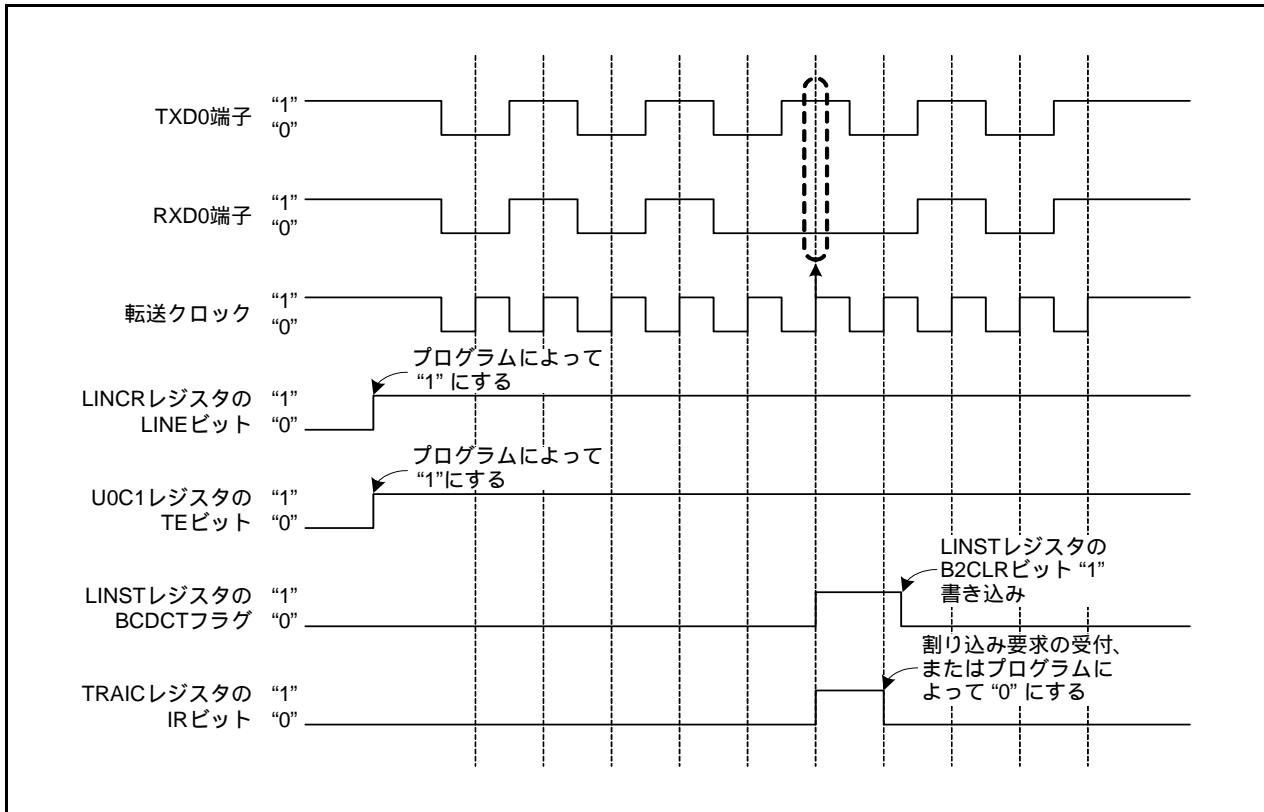 TXD0端子 “1”
“0”
RXD0端子 “1”
“0”
転送クロック “1”
“0”
プログラムによって
“1” にする
LINCRレジスタの “1”
LINEビット “0”
プログラムによって
“1”にする
U0C1レジスタの “1”
TEビット “0”
LINSTレジスタの
B2CLRビット “1”
書き込み
LINSTレジスタの “1”
BCDCTフラグ “0”
割り込み要求の受付、
またはプログラムに
よって “0” にする
TRAICレジスタの “1”
IRビット “0”